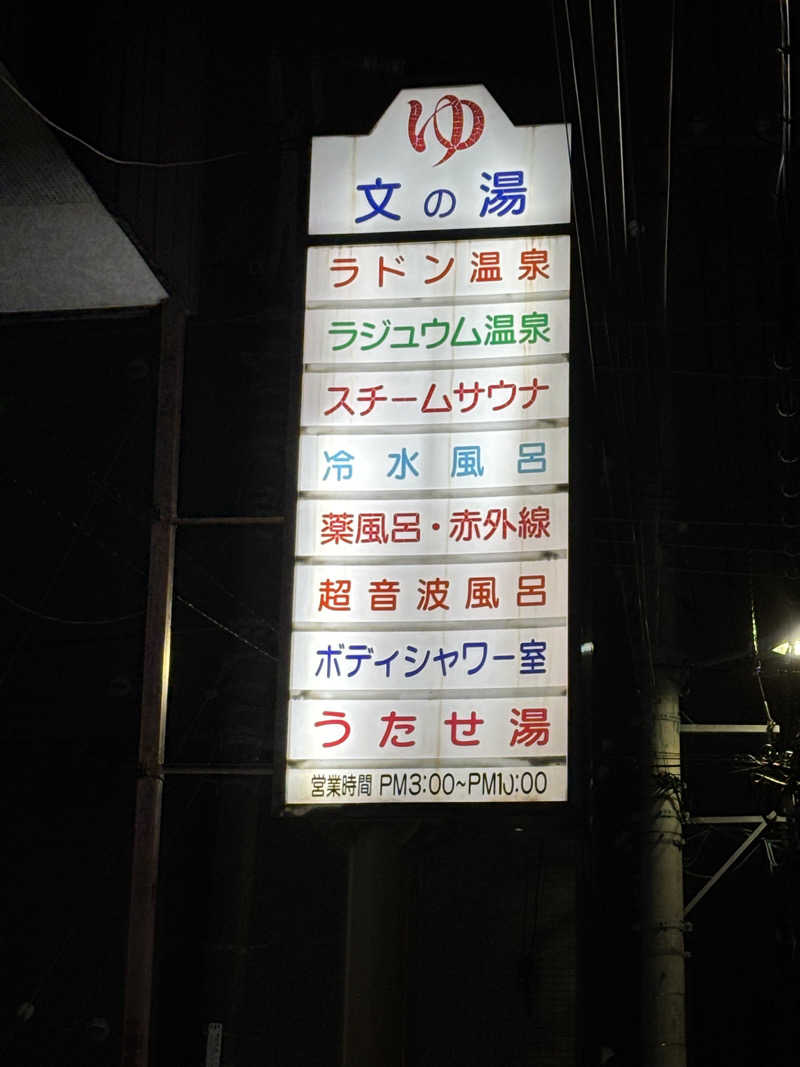 ゆ
文の湯
ラドン温泉
ラジュウム温泉
スチームサウナ
冷水風呂
薬風呂・赤外線
超音波風呂
ボディシャワー室
うたせ湯
営業時間 PM3:00~PM10:00